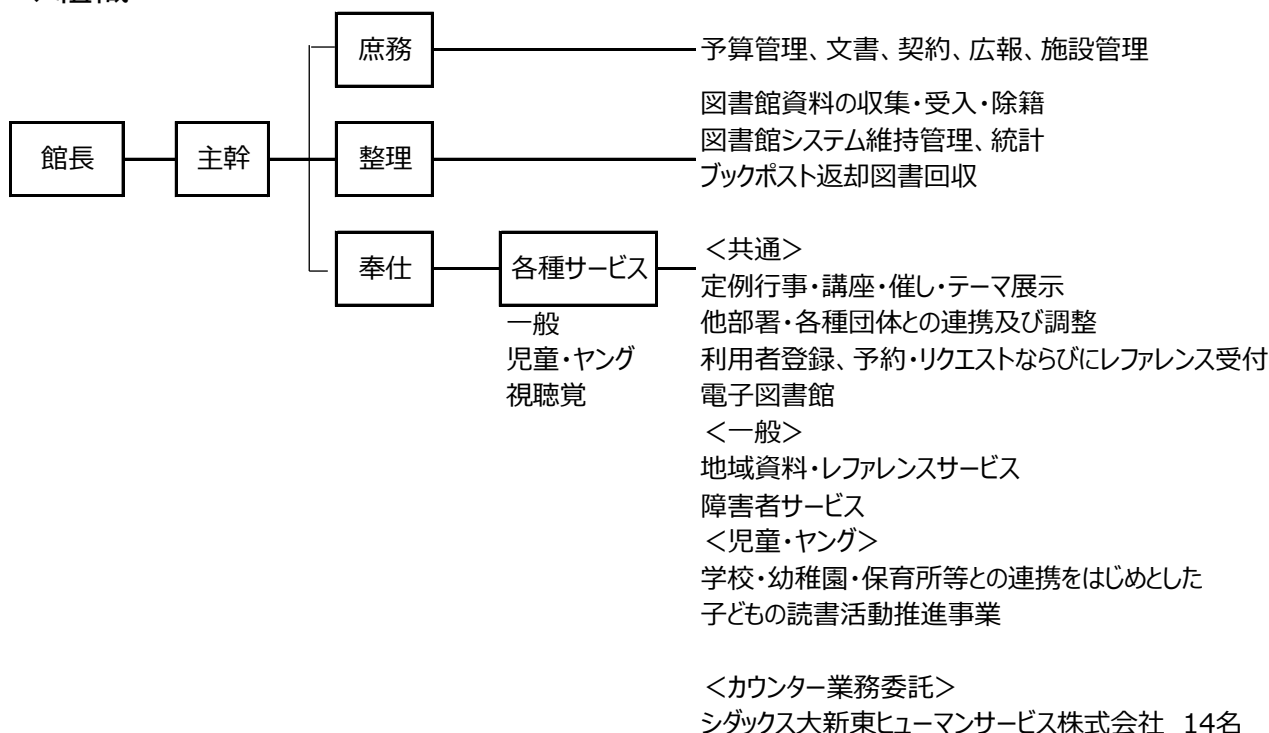 館長
主幹
庶務
予算管理、文書、契約、広報、施設管理
整理
図書館資料の収集・受入・除籍
図書館システム維持管理、統計
ブックポスト返却図書回収
奉仕
各種サービス
一般
児童・ヤング
視聴覚
＜共通＞
定例行事・講座・催し・テーマ展示
他部署・各種団体との連携及び調整
利用者登録、予約・リクエストならびにレファレンス受付
電子図書館
＜一般＞
地域資料・レファレンスサービス
障害者サービス
＜児童・ヤング＞
学校・幼稚園・保育所等との連携をはじめとした
子どもの読書活動推進事業
＜カウンター業務委託＞
シダックス大新東ヒューマンサービス株式会社　14名